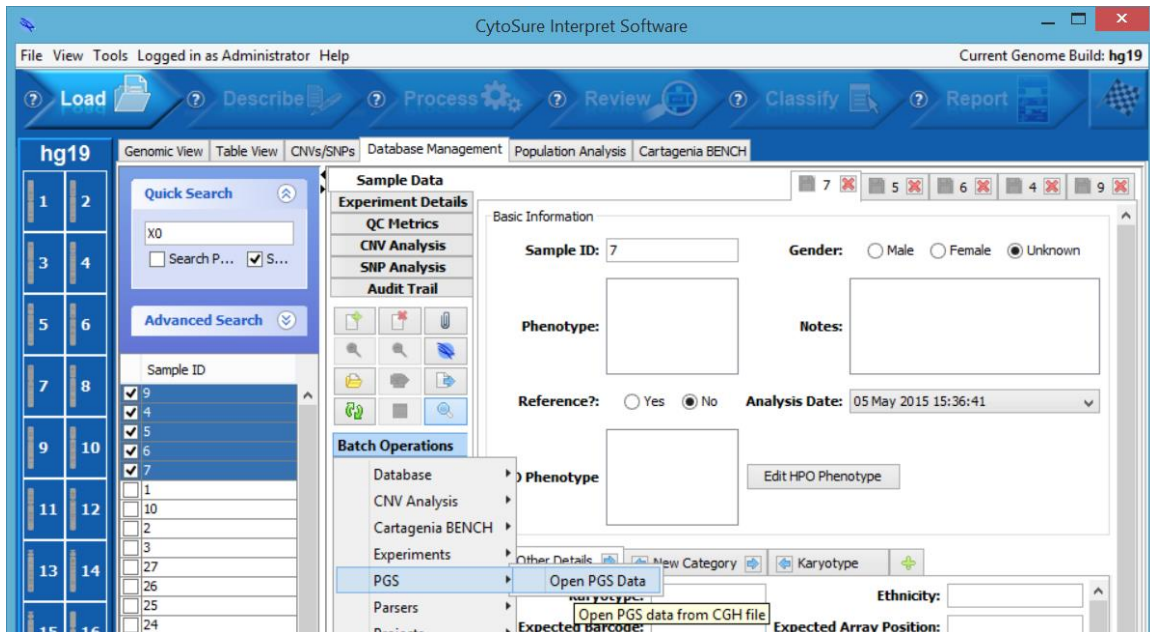 CytoSure Interpret Software
File View Tools Logged in as Administrator Help
Current Genome Build: hg19
? Load
? Describe
? Process
? Review
? Classify
? Report
hg19
1 2
3 4
5 6
7 8
9 10
11 12
13 14
15 16
Genomic View Table View CNVs/SNPs Database Management Population Analysis Cartagenia BENCH
Quick Search
X0
Search P... S...
Advanced Search
Sample ID
9
4
5
6
7
1
10
2
3
27
26
25
24
Sample Data
Experiment Details
QC Metrics
CNV Analysis
SNP Analysis
Audit Trail
Batch Operations
Database
CNV Analysis
Cartagenia BENCH
Experiments
PGS
Parsers
Open PGS Data
Open PGS data from CGH file
7 5 6 4 9
Basic Information
Sample ID: 7
Gender: Male Female Unknown
Phenotype:
Notes:
Reference?: Yes No
Analysis Date: 05 May 2015 15:36:41
Phenotype
Edit HPO Phenotype
Other Details New Category Karyotype
Ethnicity:
Expected Barcode:
Expected Array Position: